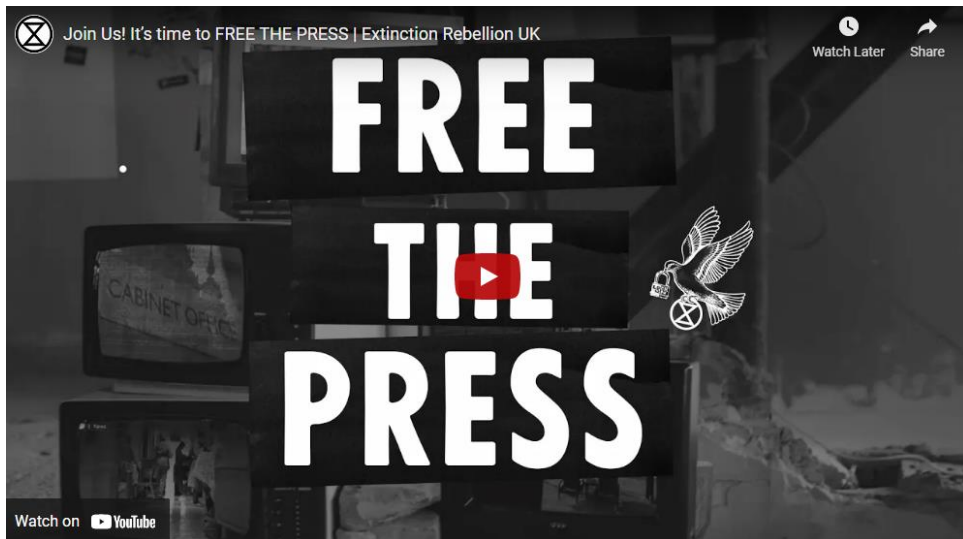 Join Us! It's time to FREE THE PRESS | Extinction Rebellion UK
Watch Later
Share
FREE
THE
PRESS
CABINET OFFICE
Watch on YouTube